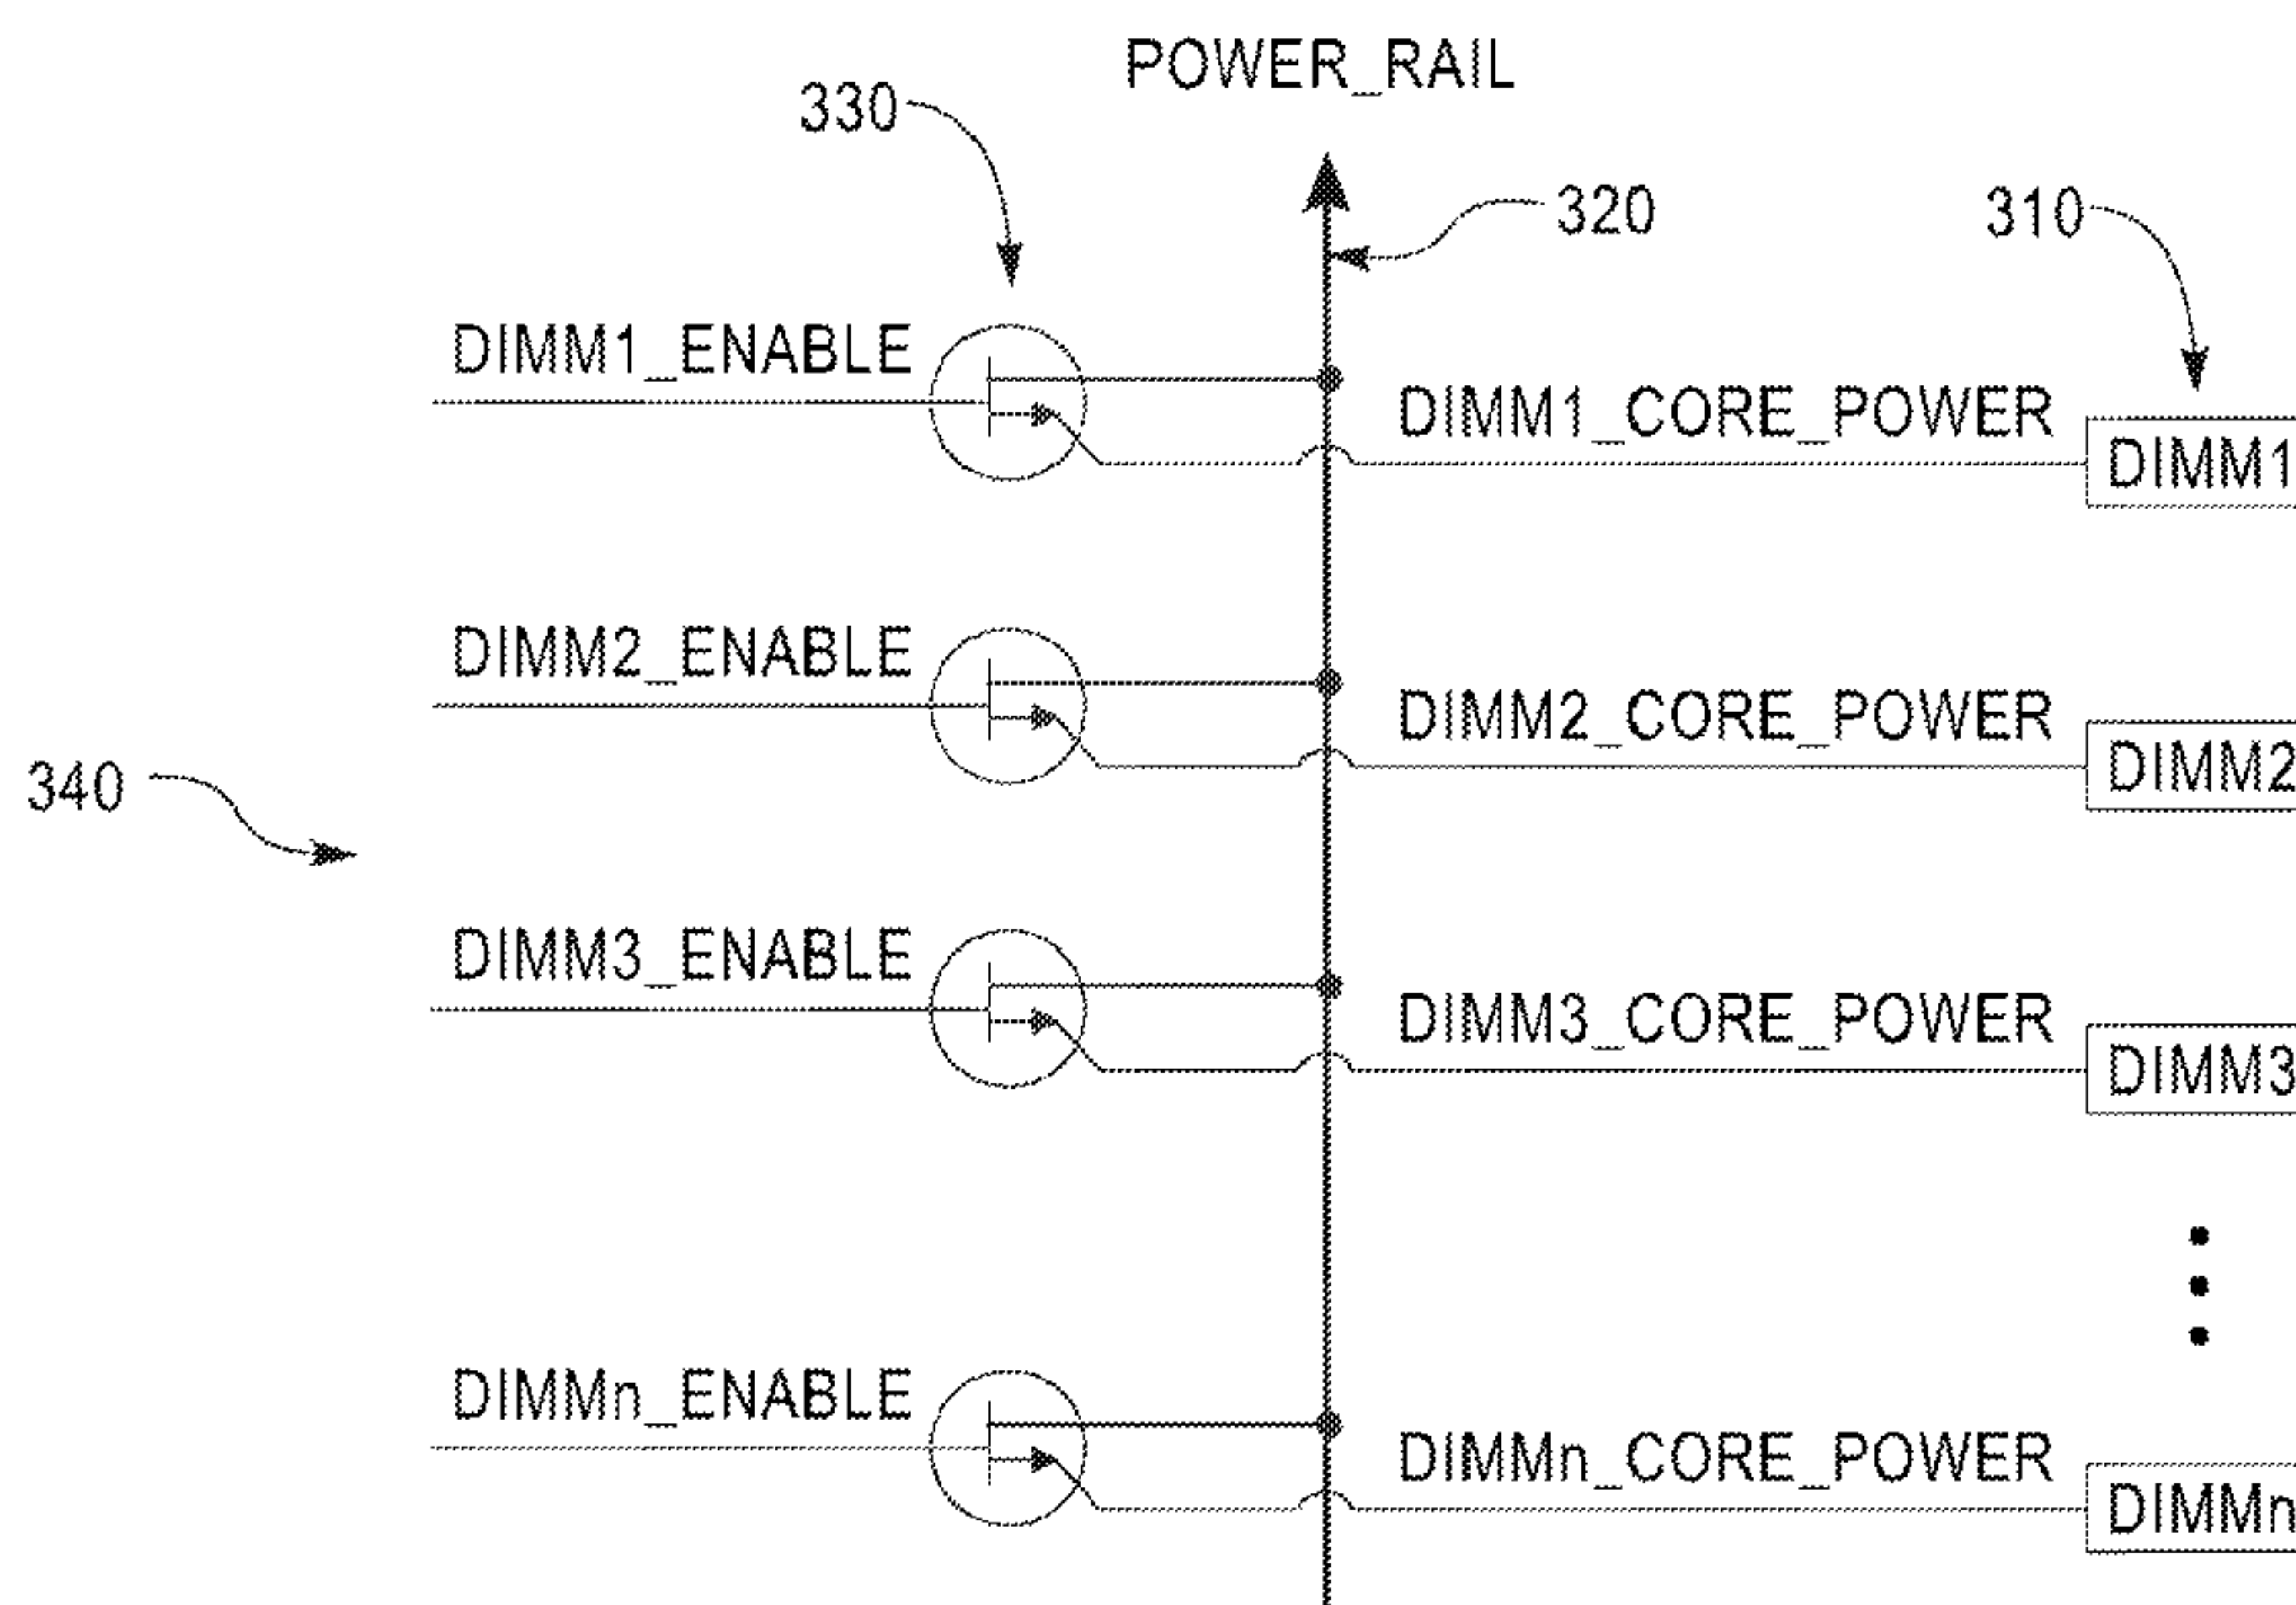 POWER_RAIL
330
320
310
DIMM1_ENABLE
DIMM1_CORE_POWER
DIMM1
DIMM2_ENABLE
DIMM2_CORE_POWER
DIMM2
340
DIMM3_ENABLE
DIMM3_CORE_POWER
DIMM3
DIMMn_ENABLE
DIMMn_CORE_POWER
DIMMn